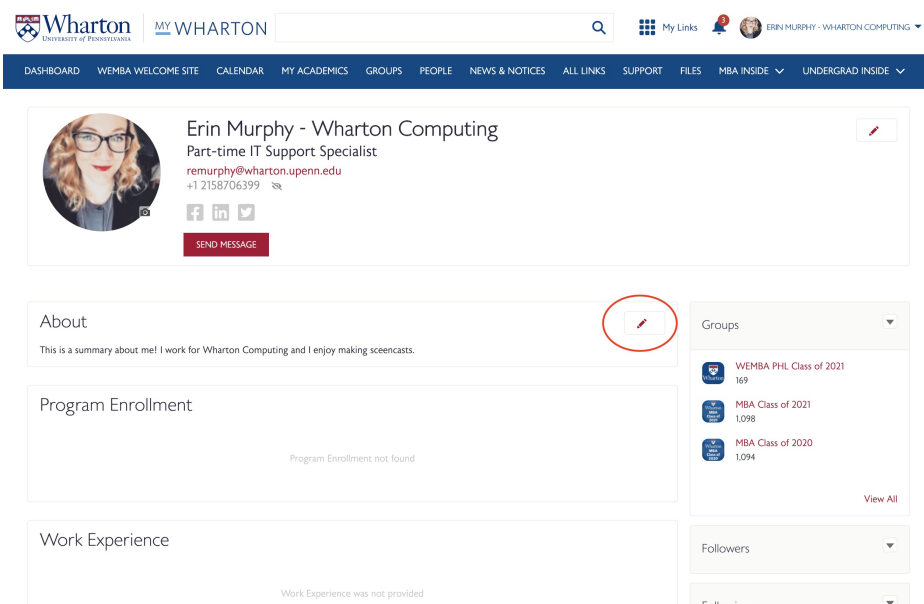 Wharton
UNIVERSITY of PENNSYLVANIA
MY WHARTON
My Links
3
ERIN MURPHY - WHARTON COMPUTING
DASHBOARD WEMBA WELCOME SITE CALENDAR MY ACADEMICS GROUPS PEOPLE NEWS & NOTICES ALL LINKS SUPPORT FILES MBA INSIDE UNDERGRAD INSIDE
Erin Murphy - Wharton Computing
Part-time IT Support Specialist
remurphy@wharton.upenn.edu
+1 2158706399
SEND MESSAGE
About
This is a summary about me! I work for Wharton Computing and I enjoy making sceencasts.
Program Enrollment
Program Enrollment not found
Work Experience
Work Experience was not provided
Groups
WEMBA PHL Class of 2021
169
MBA Class of 2021
1,098
MBA Class of 2020
1,094
View All
Followers